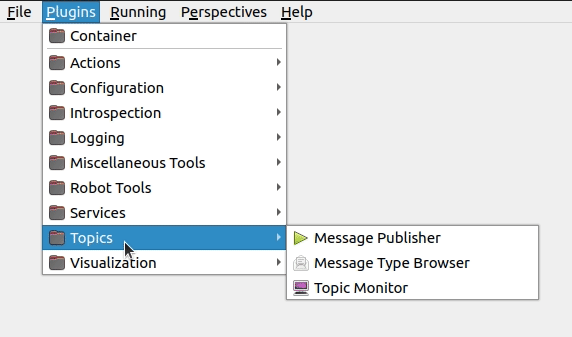 File Plugins Running Perspectives Help
Container
Actions
Configuration
Introspection
Logging
Miscellaneous Tools
Robot Tools
Services
Topics
Visualization
Message Publisher
Message Type Browser
Topic Monitor